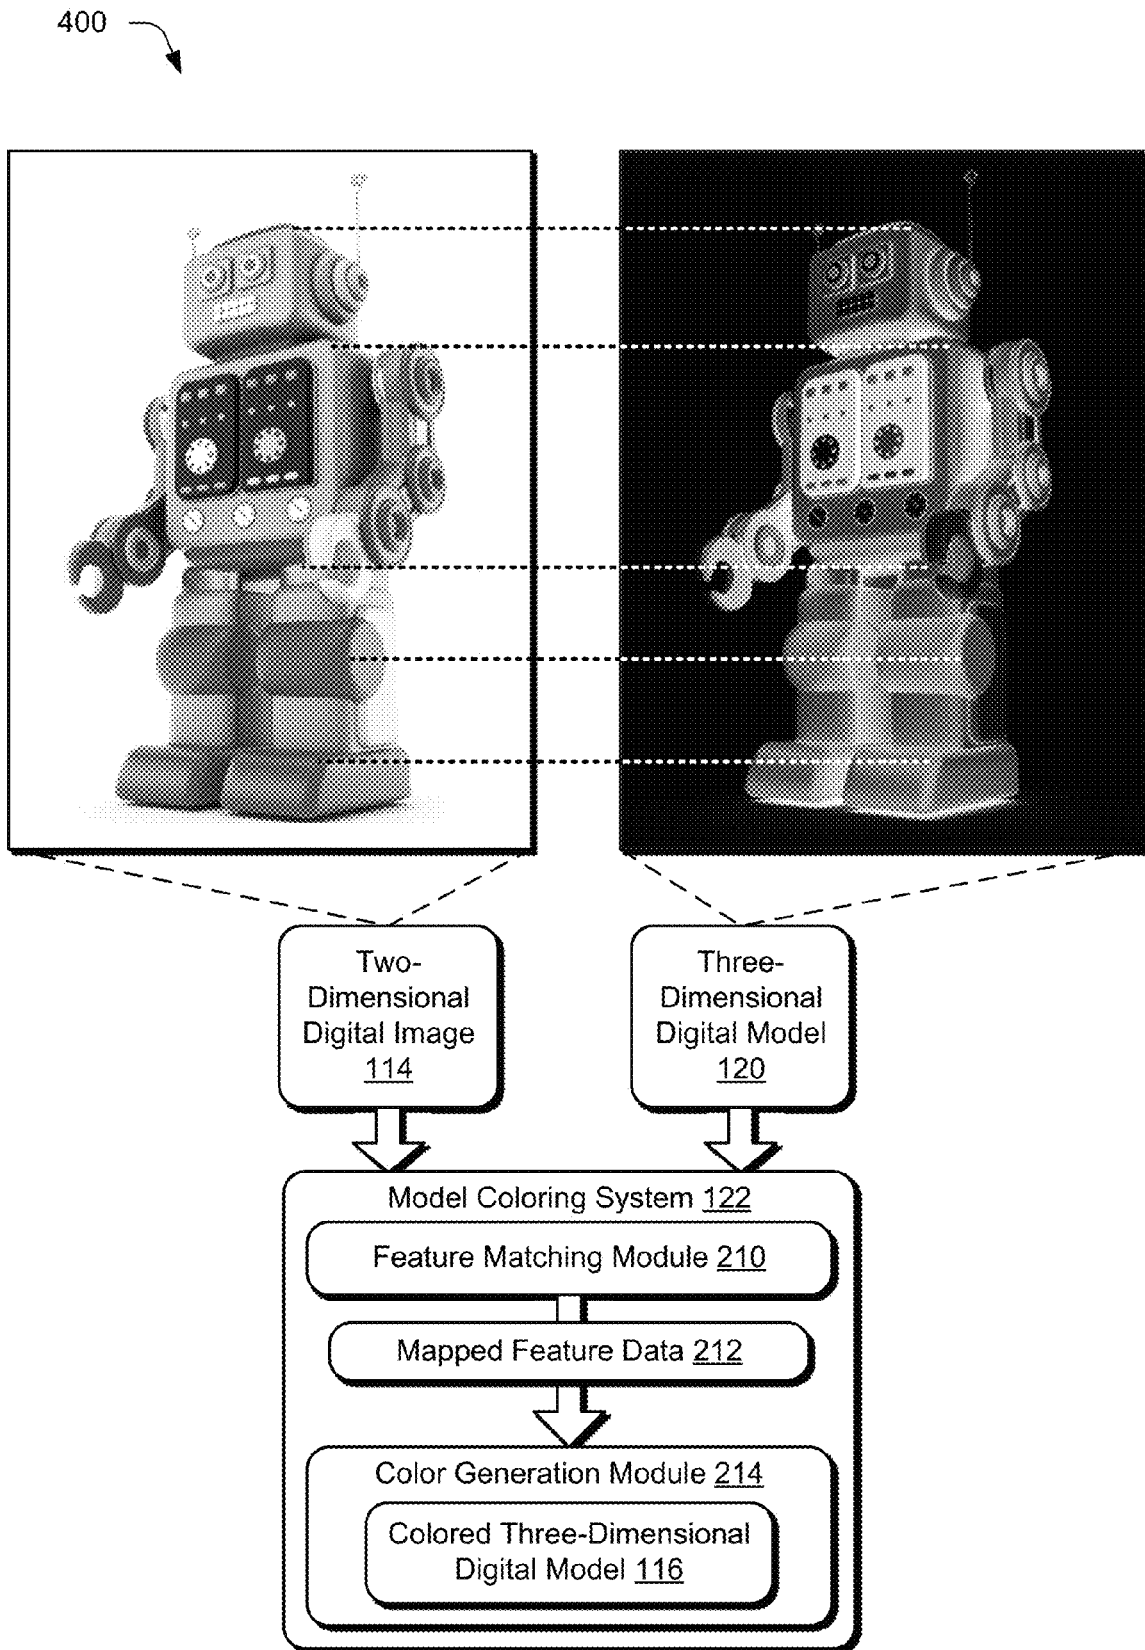 400
Two-
Dimensional
Digital Image
114
Three-
Dimensional
Digital Model
120
Model Coloring System 122
Feature Matching Module 210
Mapped Feature Data 212
Color Generation Module 214
Colored Three-Dimensional
Digital Model 116